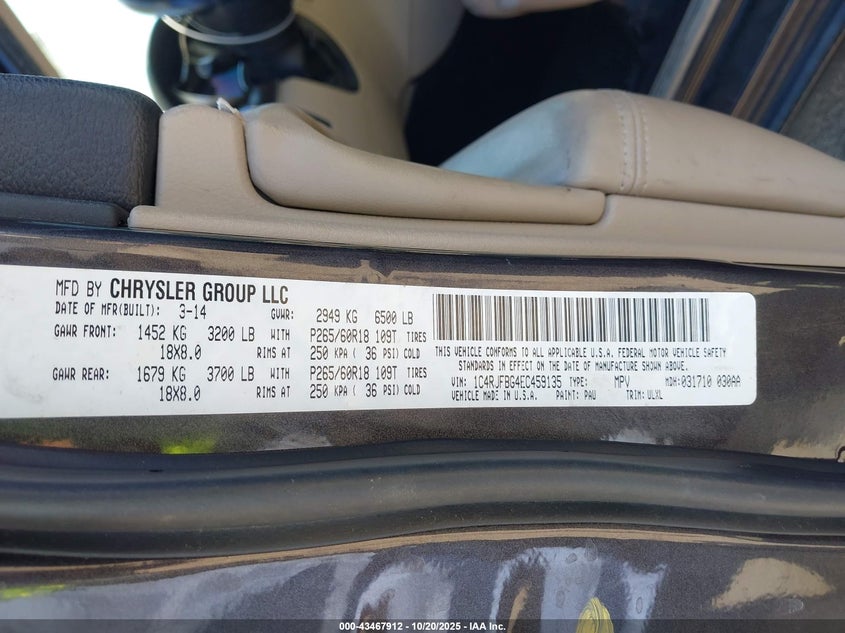 MFD BY CHRYSLER GROUP LLC
DATE OF MFR(BUILT): 3-14 GVWR: 2949 KG 6500 LB
GAWR FRONT: 1452 KG 3200 LB WITH P265/60R18 109T TIRES
18X8.0 RIMS AT 250 KPA ( 36 PSI) COLD
GAWR REAR: 1679 KG 3700 LB WITH P265/60R18 109T TIRES
18X8.0 RIMS AT 250 KPA ( 36 PSI) COLD
THIS VEHICLE CONFORMS TO ALL APPLICABLE U.S.A. FEDERAL MOTOR VEHICLE SAFETY
STANDARDS IN EFFECT ON THE DATE OF MANUFACTURE SHOWN ABOVE.
VIN: 1C4RJFBG4EC459135 TYPE: MPV MDH: 031710 030AA
VEHICLE MADE IN U.S.A. PAINT: PAU TRIM: ULXL
000-43467912 - 10/20/2025 - IAA Inc.